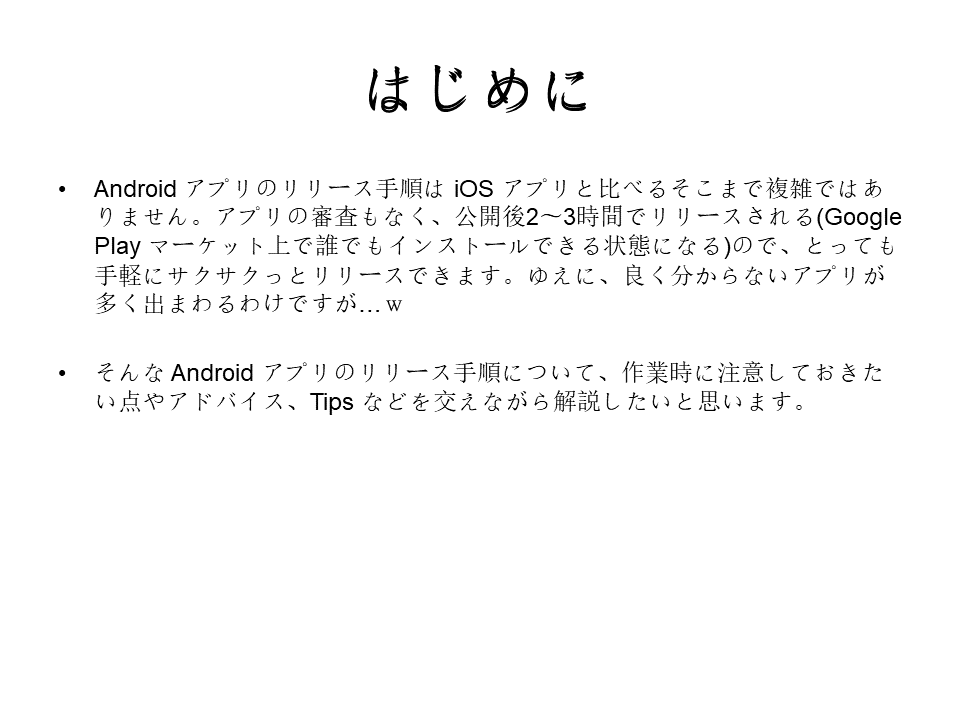 はじめに
• Android アプリのリリース手順は iOS アプリと比べるそこまで複雑ではあ
りません。アプリの審査もなく、公開後2〜3時間でリリースされる(Google
Play マーケット上で誰でもインストールできる状態になる)ので、とっても
手軽にサクサクっとリリースできます。ゆえに、良く分からないアプリが
多く出まわるわけですが…ｗ
• そんな Android アプリのリリース手順について、作業時に注意しておきた
い点やアドバイス、Tips などを交えながら解説したいと思います。